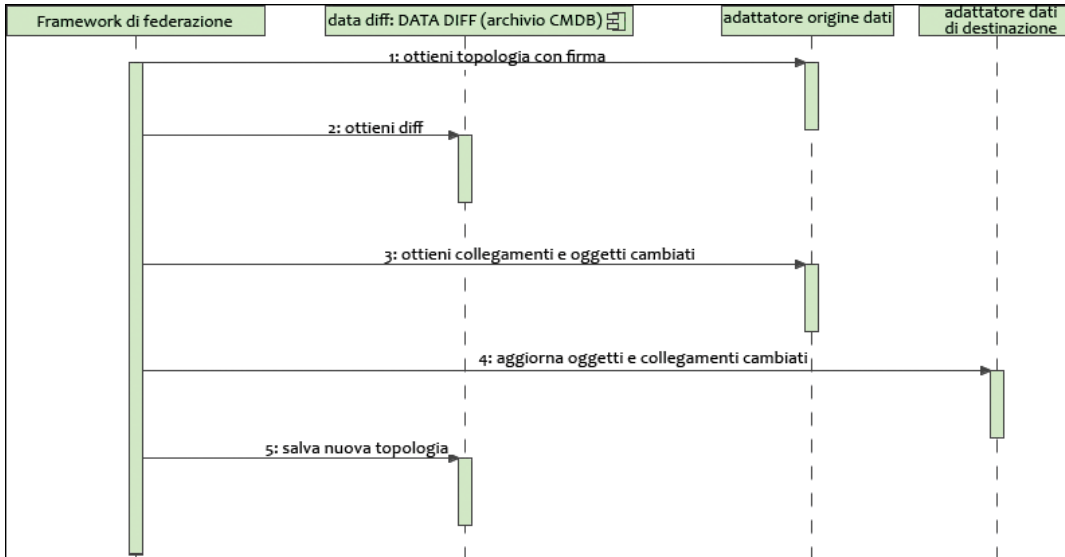 Framework di federazione
data diff: DATA DIFF (archivio CMDB)
adattatore origine dati
adattatore dati
di destinazione
1: ottieni topologia con firma
2: ottieni diff
3: ottieni collegamenti e oggetti cambiati
4: aggiorna oggetti e collegamenti cambiati
5: salva nuova topologia